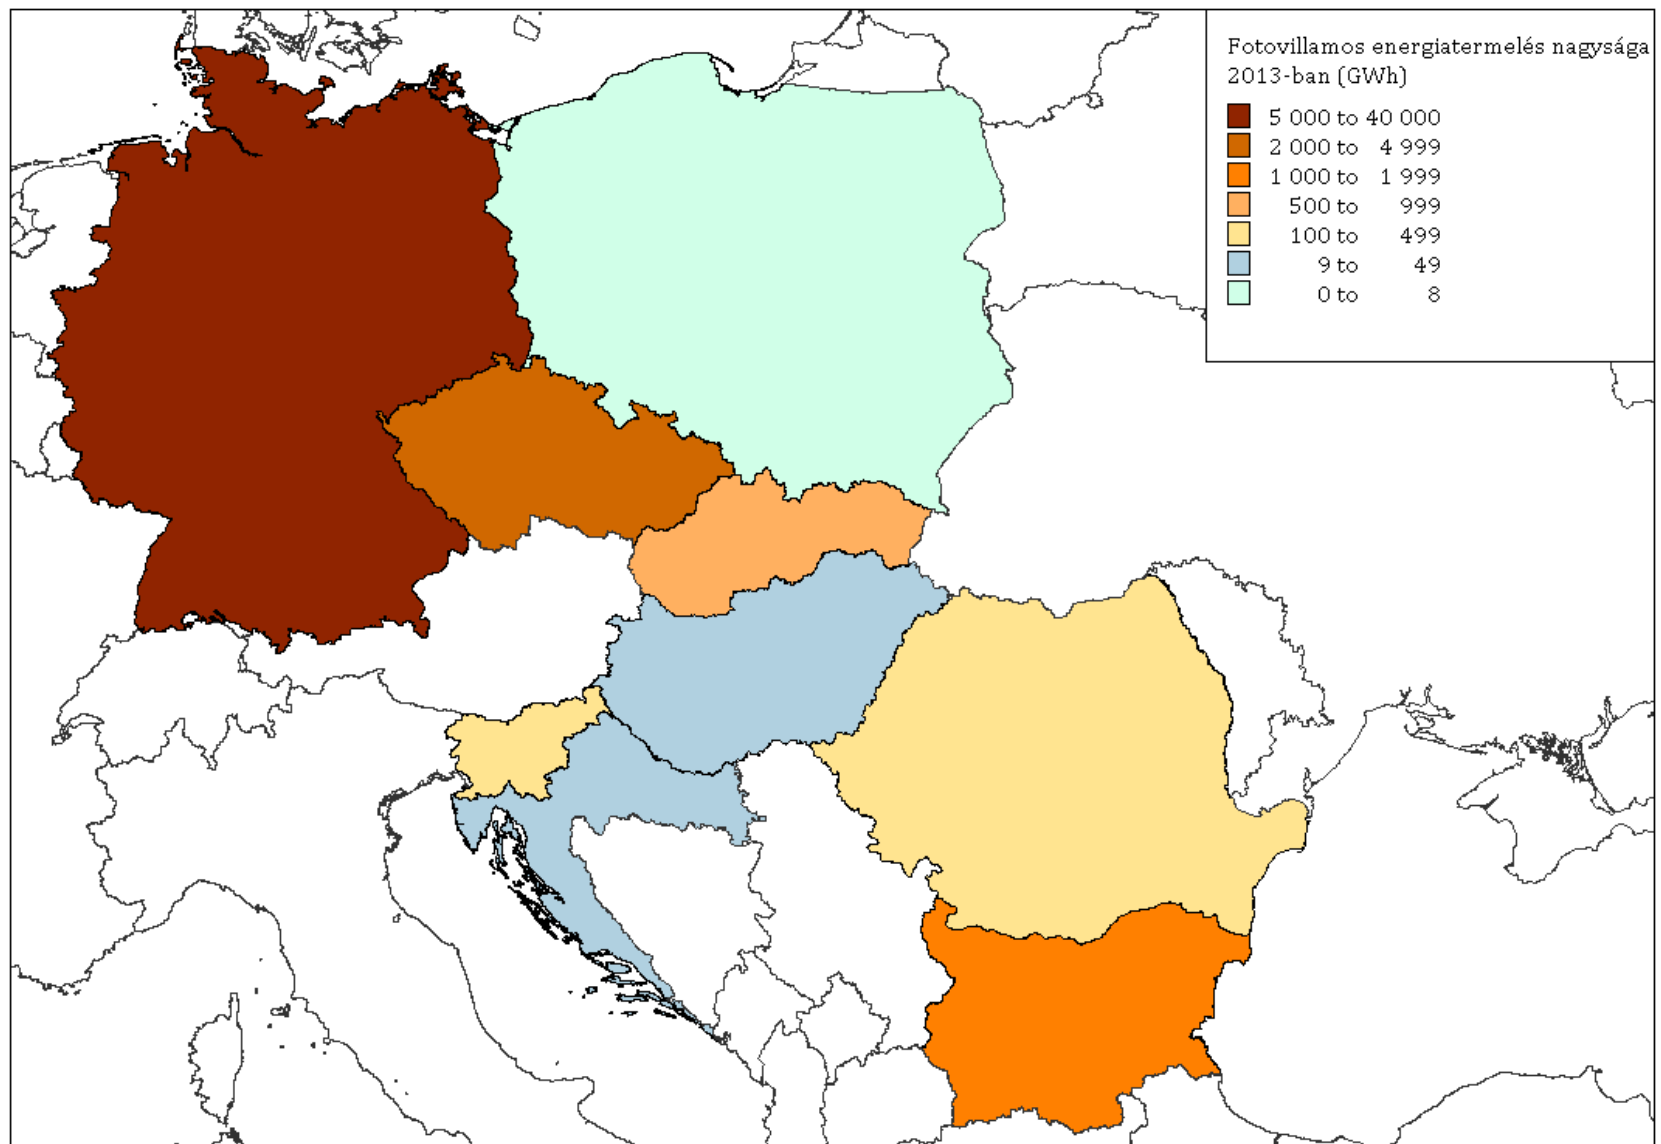 Fotovillamos energiatermelés nagysága
2013-ban (GWh)
5 000 to 40 000
2 000 to 4 999
1 000 to 1 999
500 to 999
100 to 499
9 to 49
0 to 8